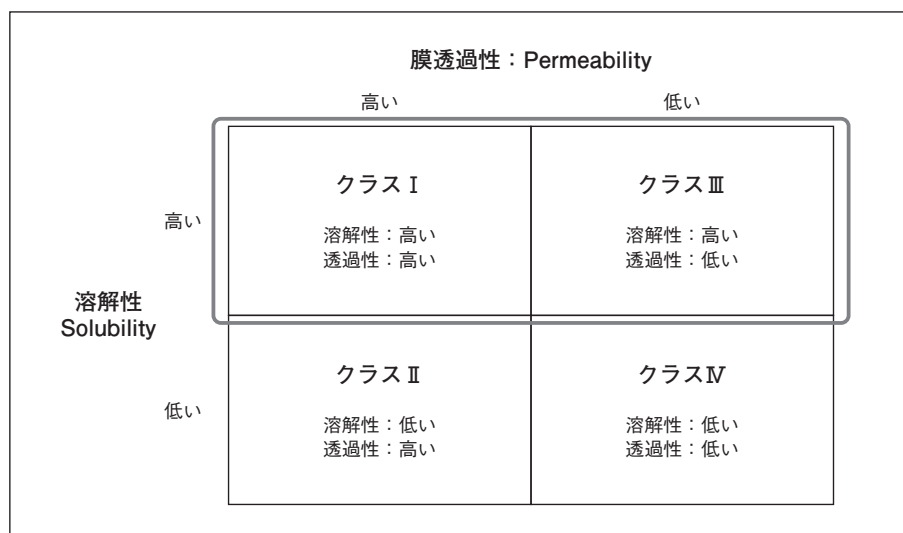 膜透過性：Permeability
高い
低い
高い
クラスⅠ
溶解性：高い
透過性：高い
クラスⅢ
溶解性：高い
透過性：低い
溶解性
Solubility
低い
クラスⅡ
溶解性：低い
透過性：高い
クラスⅣ
溶解性：低い
透過性：低い